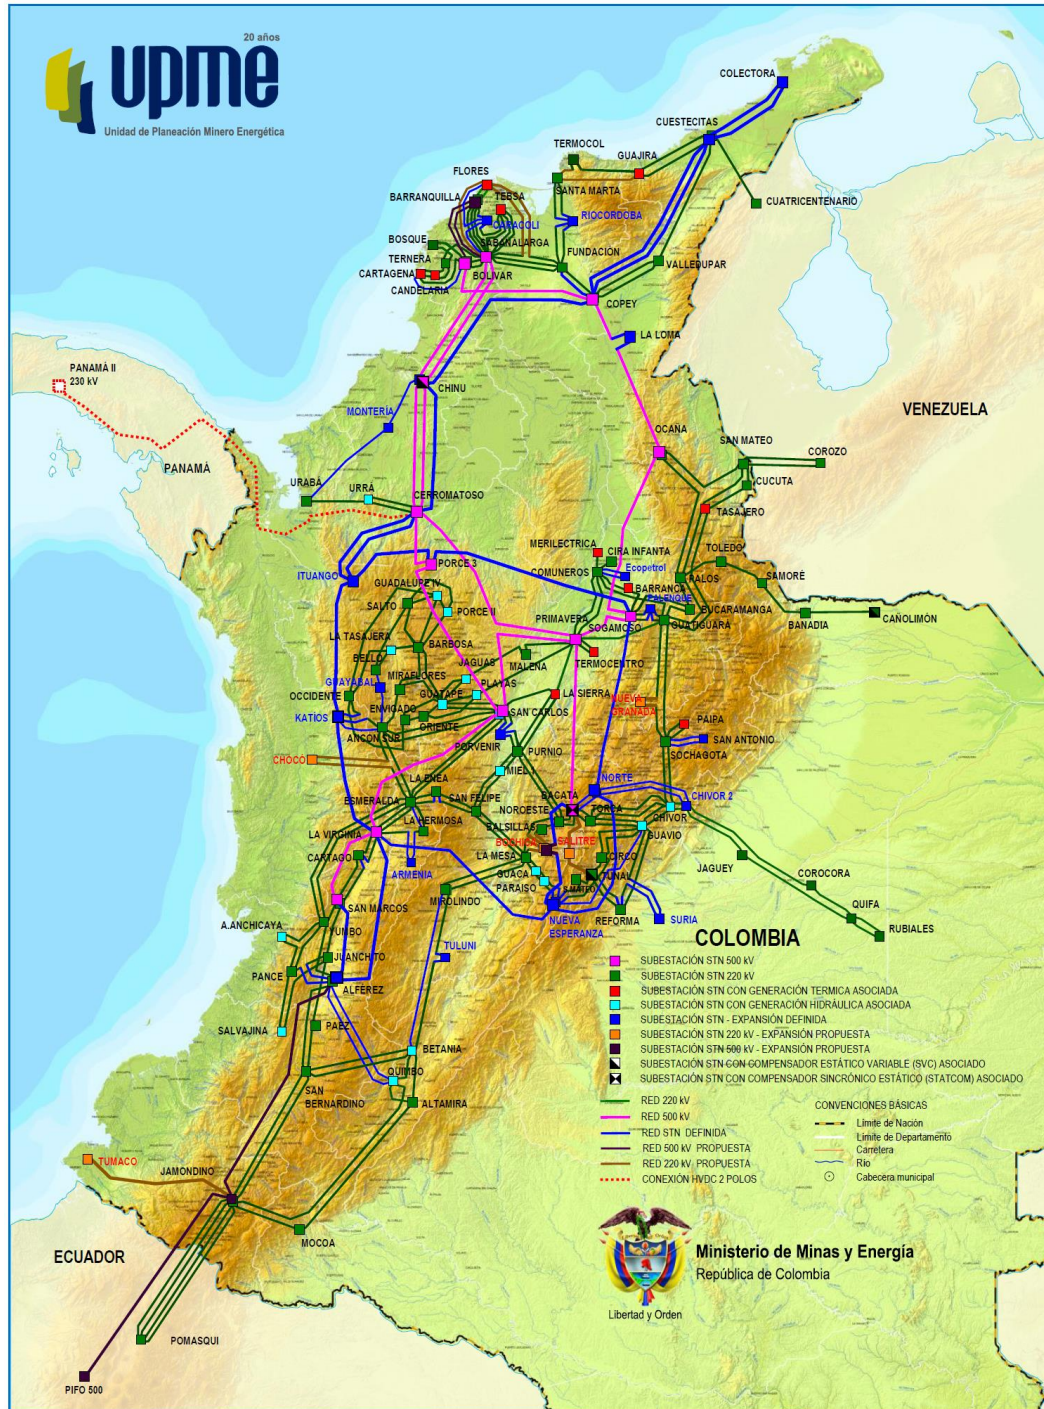 20 años
upme
Unidad de Planeación Minero Energética
COLECTORA
CUESTECITAS
TERMOCOL
GUAJIRA
FLORES
SANTA MARTA
BARRANQUILLA
TEBSA
CUATRICENTENARIO
RIOCORDOBA
CARACOLI
BOSQUE
SABANALARGA
FUNDACIÓN
TERNERA
VALLEDUPAR
CARTAGENA
BOLIVAR
CANDELARIA
COPEY
LA LOMA
PANAMÁ II
230 kV
CHINU
MONTERÍA
VENEZUELA
OCAÑA
SAN MATEO
COROZO
PANAMÀ
CUCUTA
URABÁ
URRÁ
CERROMATOSO
TASAJERO
MERILECTRICA
CIRA INFANTA
TOLEDO
PORCE 3
COMUNEROS
Ecopetrol
SAMORÉ
ITUANGO
GUADALUPE IV
BARRANCA
PALOS
PALENQUE
SALTO
PORCE II
BUCARAMANGA
BANADIA
CAÑOLIMÓN
PRIMAVERA
SOGAMOSO
GUATIGUARA
LA TASAJERA
BARBOSA
BELLO
JAGUAS
MALENA
TERMOCENTRO
MIRAFLORES
GUAYABAL
PLAYAS
OCCIDENTE
GUATAPE
LA SIERRA
NUEVA
GRANADA
ENVIGADO
SAN CARLOS
KATÍOS
ORIENTE
PAIPA
ANCON SUR
PORVENIR
SAN ANTONIO
PURNIO
SOCHAGOTA
CHOCÓ
MIEL I
LA ENEA
NORTE
ESMERALDA
SAN FELIPE
BACATA
CHIVOR 2
NOROESTE
TORCA
CHIVOR
LA HERMOSA
BALSILLAS
LA VIRGINIA
GUAVIO
BOCHICA
SALITRE
CARTAGO
LA MESA
CIRCO
JAGUEY
ARMENIA
GUACA
TUNAL
PARAISO
S.MATEO
COROCORA
MIROLINDO
SAN MARCOS
REFORMA
SURIA
QUIFA
NUEVA
ESPERANZA
A.ANCHICAYA
YUMBO
RUBIALES
TULUNI
JUANCHITO
PANCE
ALFEREZ
SALVAJINA
PAEZ
BETANIA
QUIMBO
SAN
BERNARDINO
ALTAMIRA
TUMACO
JAMONDINO
MOCOA
ECUADOR
POMASQUI
PIFO 500
COLOMBIA
SUBESTACIÓN STN 500 kV
SUBESTACIÓN STN 220 kV
SUBESTACIÓN STN CON GENERACIÓN TERMICA ASOCIADA
SUBESTACIÓN STN CON GENERACIÓN HIDRÁULICA ASOCIADA
SUBESTACIÓN STN - EXPANSIÓN DEFINIDA
SUBESTACIÓN STN 220 kV - EXPANSIÓN PROPUESTA
SUBESTACIÓN STN 500 kV - EXPANSIÓN PROPUESTA
SUBESTACIÓN STN CON COMPENSADOR ESTÁTICO VARIABLE (SVC) ASOCIADO
SUBESTACIÓN STN CON COMPENSADOR SINCRÓNICO ESTÁTICO (STATCOM) ASOCIADO
RED 220 kV
RED 500 kV
RED STN DEFINIDA
RED 500 kV PROPUESTA
RED 220 kV PROPUESTA
CONEXIÓN HVDC 2 POLOS
CONVENCIONES BÁSICAS
Límite de Nación
Límite de Departamento
Carretera
Río
Cabecera municipal
Ministerio de Minas y Energía
República de Colombia
Libertad y Orden